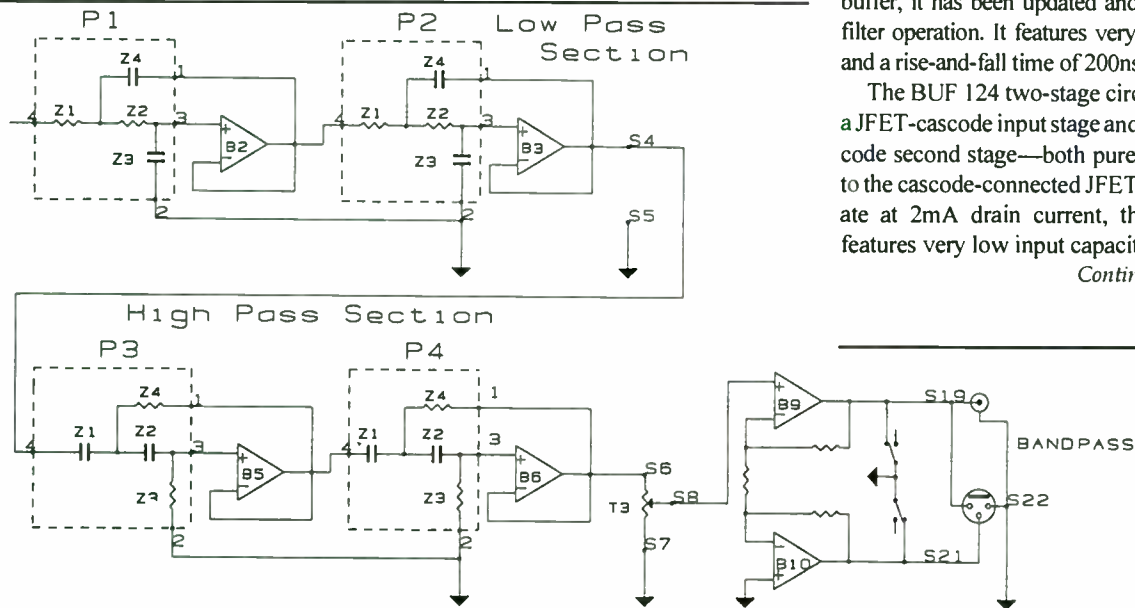 P1
P2
Low Pass
Section
Z4
1
4
Z1
Z2
3
Z3
B2
2
Z4
1
4
Z1
Z2
3
Z3
B3
2
S4
S5
High Pass Section
P3
P4
Z4
1
4
Z1
Z2
3
Z3
B5
2
Z4
1
4
Z1
Z2
3
Z3
B6
2
S6
T3
S8
S7
B9
B10
S19
BANDPASS
S22
S21
buffer, it has been updated and
filter operation. It features very
and a rise-and-fall time of 200ns
The BUF 124 two-stage circ
a JFET-cascode input stage and
code second stage—both pure
to the cascode-connected JFET
ate at 2mA drain current, th
features very low input capacit
Contin